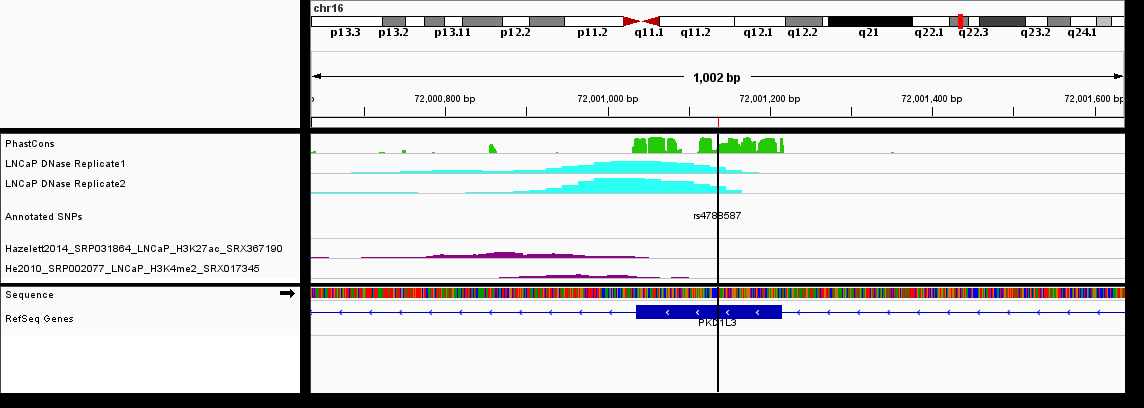 chr16
p13.3 p13.2 p13.11 p12.2 p11.2 q11.1 q11.2 q12.1 q12.2 q21 q22.1 q22.3 q23.2 q24.1
1,002 bp
72,000,800 bp 72,001,000 bp 72,001,200 bp 72,001,400 bp 72,001,600 bp
PhastCons
LNCaP DNase Replicate1
LNCaP DNase Replicate2
Annotated SNPs
rs4788587
Hazelett2014_SRP031864_LNCaP_H3K27ac_SRX367190
He2010_SRP002077_LNCaP_H3K4me2_SRX017345
Sequence
RefSeq Genes
PKD1L3